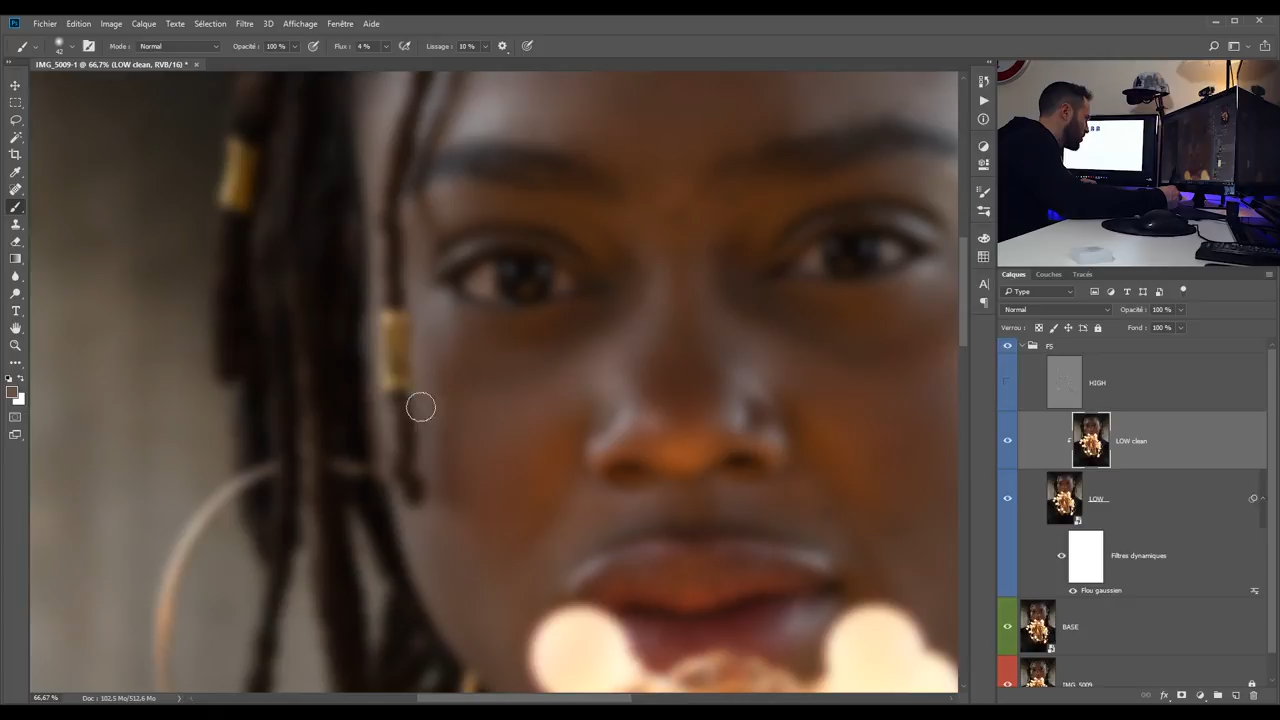 Ps Fichier Edition Image Calque Texte Sélection Filtre 3D Affichage Fenêtre Aide
42 Mode : Normal Opacité : 100 % Flux : 4 % Lissage : 10 %
IMG_5009-1 @ 66,7% (LOW clean, RVB/16) * ×
Calques Couches Tracés
Type
Normal Opacité : 100 %
Verrou : Fond : 100 %
FS
HIGH
LOW clean
LOW
Filtres dynamiques
Flou gaussien
BASE
IMG_5009
66,67 % Doc : 102,5 Mo/512,6 Mo